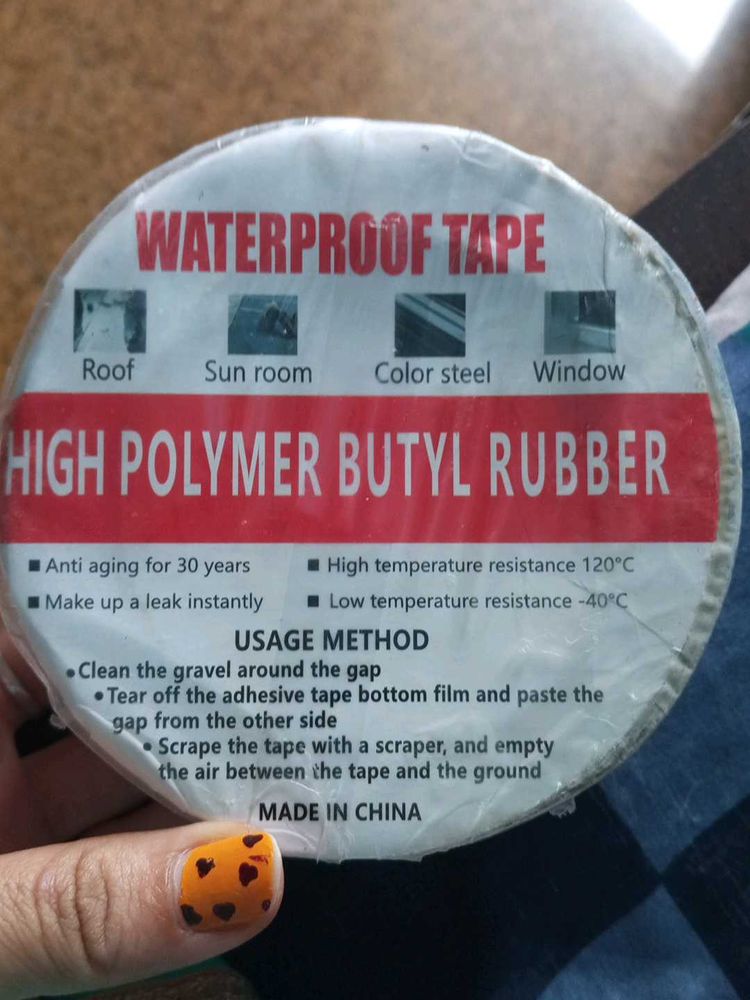 WATERPROOF TAPE
Roof Sun room Color steel Window
HIGH POLYMER BUTYL RUBBER
■ Anti aging for 30 years ■ High temperature resistance 120°C
■ Make up a leak instantly ■ Low temperature resistance -40°C
USAGE METHOD
• Clean the gravel around the gap
• Tear off the adhesive tape bottom film and paste the
gap from the other side
• Scrape the tape with a scraper, and empty
the air between the tape and the ground
MADE IN CHINA